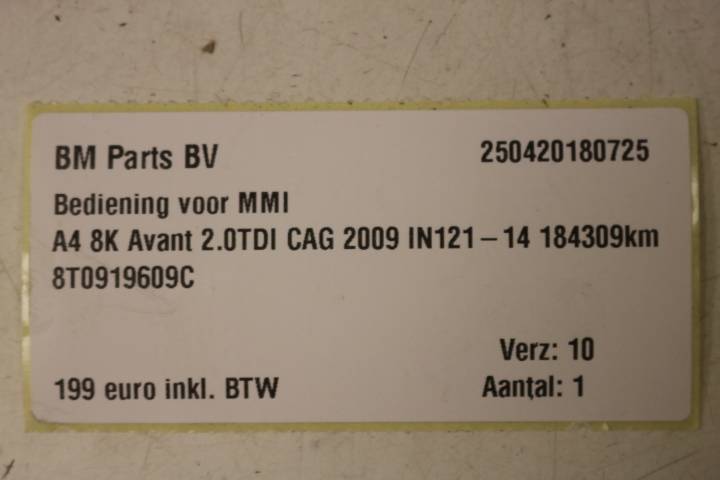 BM Parts BV 250420180725
Bediening voor MMI
A4 8K Avant 2.0TDI CAG 2009 IN121–14 184309km
8T0919609C
Verz: 10
199 euro inkl. BTW Aantal: 1